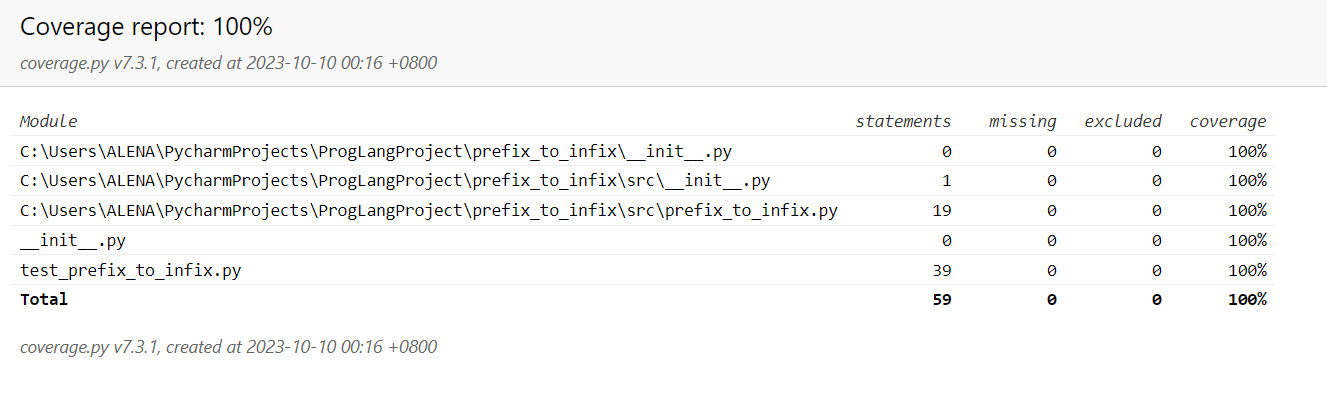 Coverage report: 100%
coverage.py v7.3.1, created at 2023-10-10 00:16 +0800
Module statements missing excluded coverage
C:\Users\ALENA\PycharmProjects\ProgLangProject\prefix_to_infix\__init__.py 0 0 0 100%
C:\Users\ALENA\PycharmProjects\ProgLangProject\prefix_to_infix\src\__init__.py 1 0 0 100%
C:\Users\ALENA\PycharmProjects\ProgLangProject\prefix_to_infix\src\prefix_to_infix.py 19 0 0 100%
__init__.py 0 0 0 100%
test_prefix_to_infix.py 39 0 0 100%
Total 59 0 0 100%
coverage.py v7.3.1, created at 2023-10-10 00:16 +0800